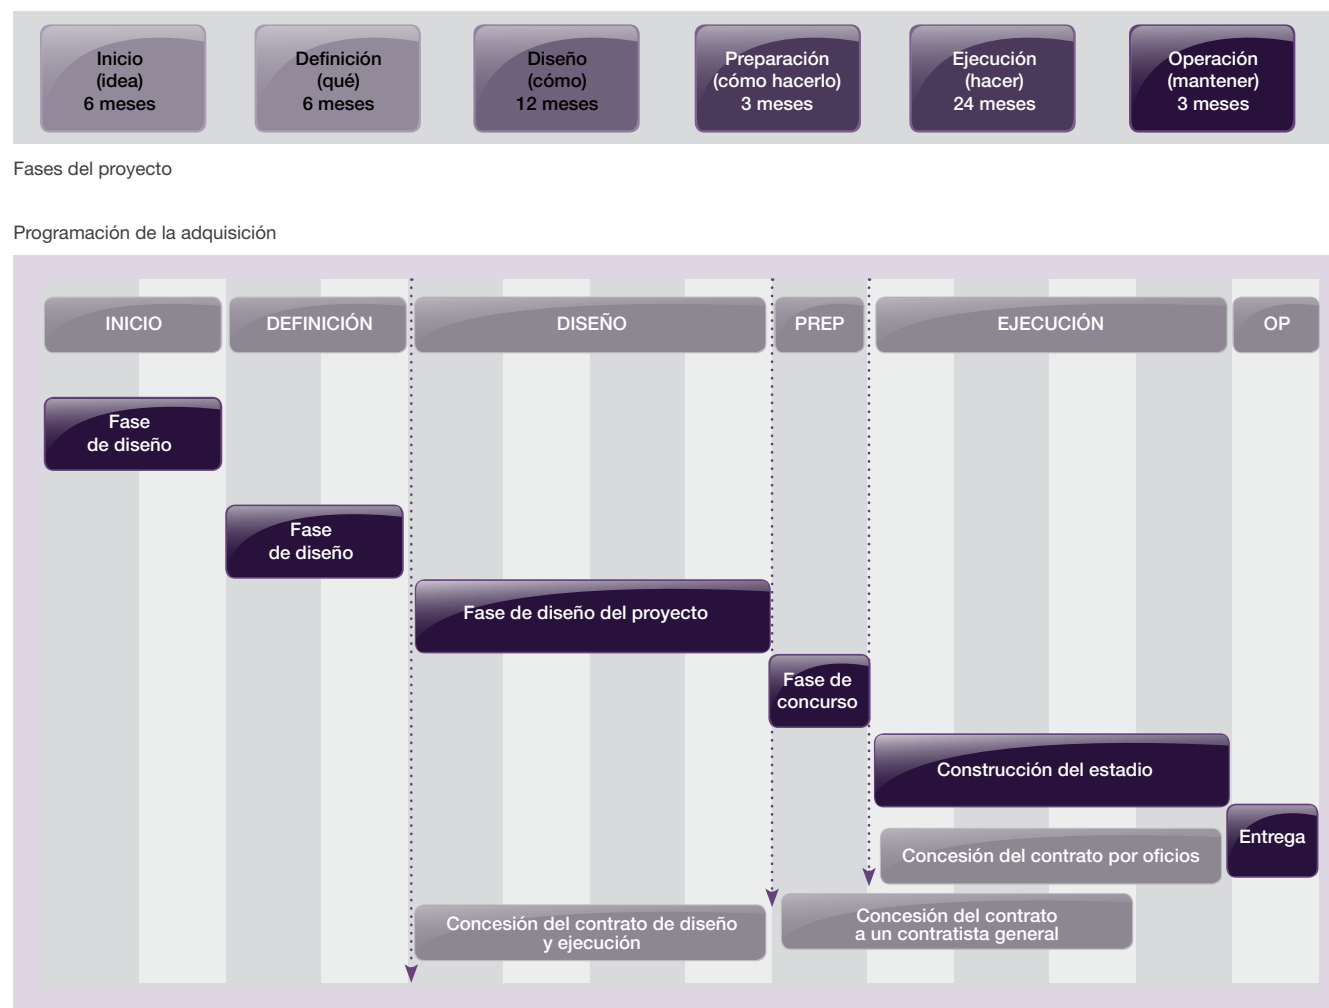 Inicio
(idea)
6 meses
Definición
(qué)
6 meses
Diseño
(cómo)
12 meses
Preparación
(cómo hacerlo)
3 meses
Ejecución
(hacer)
24 meses
Operación
(mantener)
3 meses
Fases del proyecto
Programación de la adquisición
INICIO
DEFINICIÓN
DISEÑO
PREP
EJECUCIÓN
OP
Fase
de diseño
Fase
de diseño
Fase de diseño del proyecto
Fase de
concurso
Construcción del estadio
Entrega
Concesión del contrato por oficios
Concesión del contrato
a un contratista general
Concesión del contrato de diseño
y ejecución